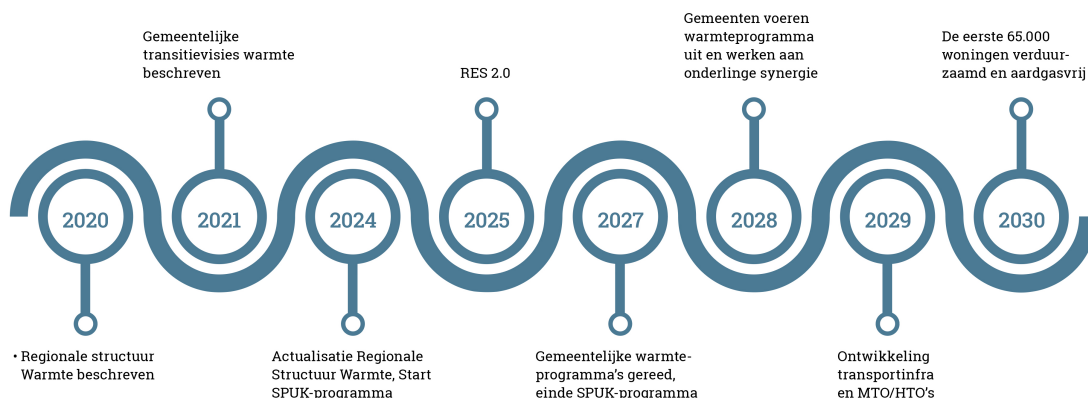 Gemeentelijke
transitievisies warmte
beschreven
RES 2.0
Gemeenten voeren
warmteprogramma
uit en werken aan
onderlinge synergie
De eerste 65.000
woningen verduur-
zaamd en aardgasvrij
2020
2021
2024
2025
2027
2028
2029
2030
• Regionale structuur
Warmte beschreven
Actualisatie Regionale
Structuur Warmte, Start
SPUK-programma
Gemeentelijke warmte-
programma’s gereed,
einde SPUK-programma
Ontwikkeling
transportinfra
en MTO/HTO’s